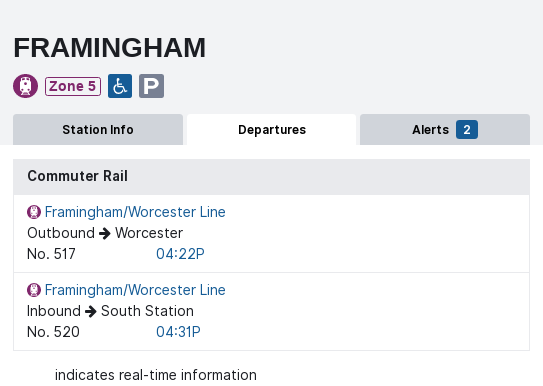 FRAMINGHAM
Zone 5
P
Station Info
Departures
Alerts 2
Commuter Rail
Framingham/Worcester Line
Outbound → Worcester
No. 517 04:22P
Framingham/Worcester Line
Inbound → South Station
No. 520 04:31P
indicates real-time information